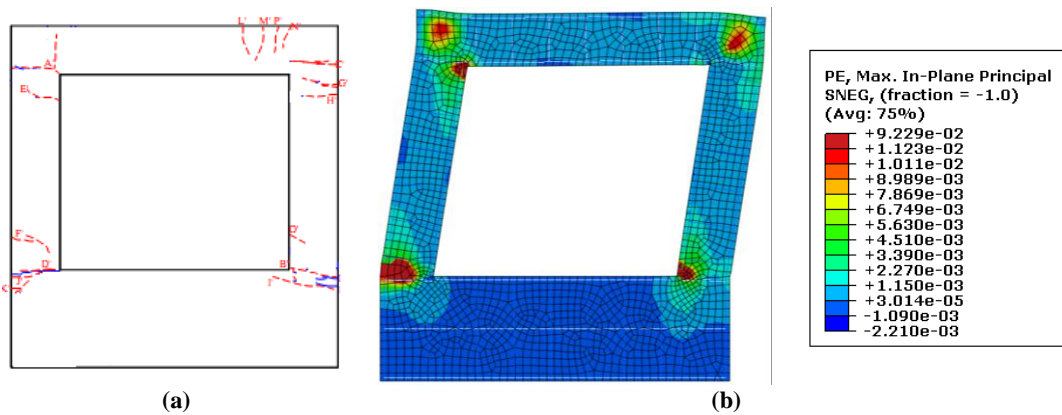 L' M' P' N'
A
E
C
G'
H'
F'
D'
J'
K'
Q'
B'
I'
PE, Max. In-Plane Principal
SNEG, (fraction = -1.0)
(Avg: 75%)
+9.229e-02
+1.123e-02
+1.011e-02
+8.989e-03
+7.869e-03
+6.749e-03
+5.630e-03
+4.510e-03
+3.390e-03
+2.270e-03
+1.150e-03
+3.014e-05
-1.090e-03
-2.210e-03
(a)
(b)